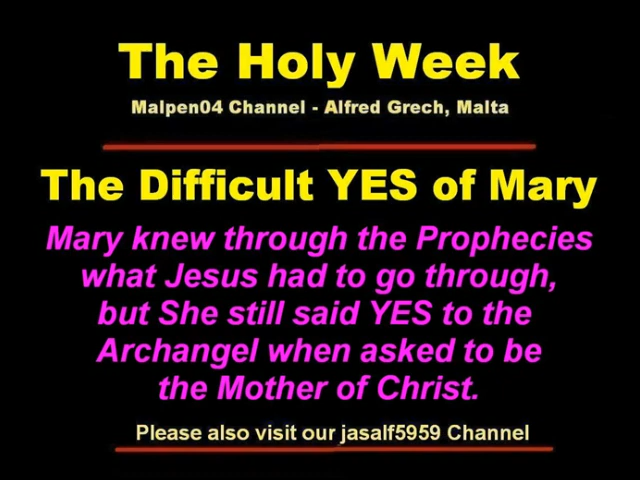 The Holy Week
Malpen04 Channel - Alfred Grech, Malta
The Difficult YES of Mary
Mary knew through the Prophecies
what Jesus had to go through,
but She still said YES to the
Archangel when asked to be
the Mother of Christ.
Please also visit our jasalf5959 Channel